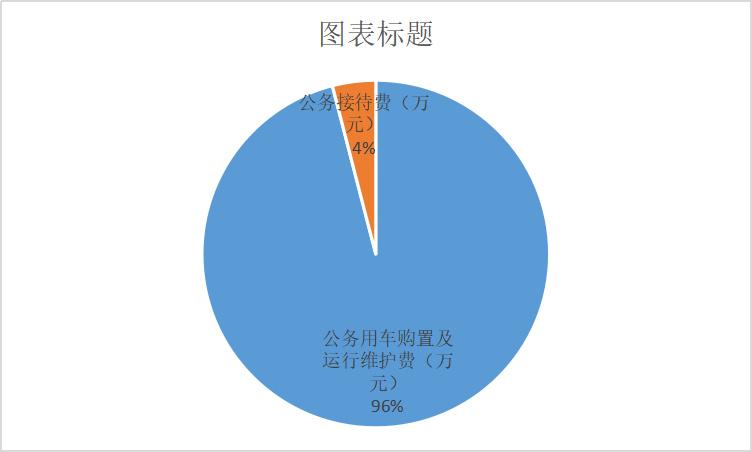 图表标题
公务接待费（万
元）
4%
公务用车购置及
运行维护费（万
元）
96%